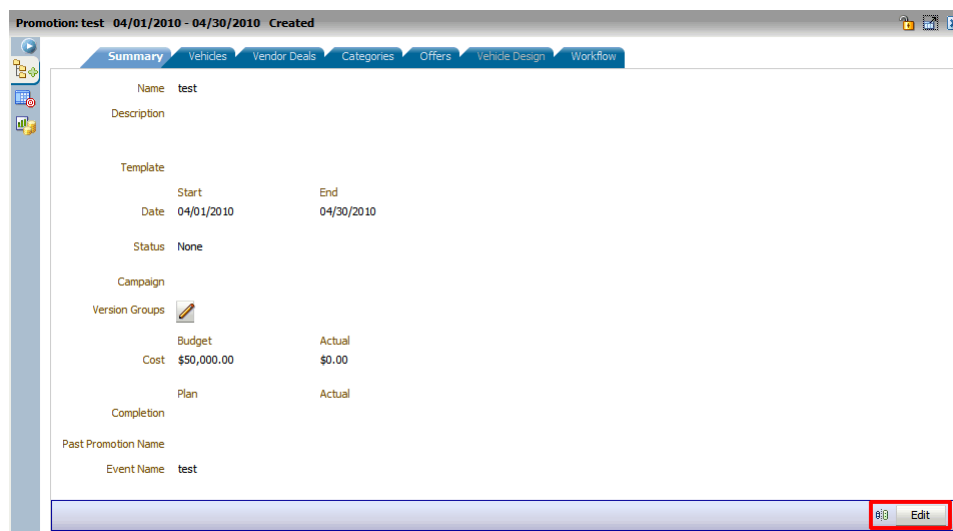 Promotion: test 04/01/2010 - 04/30/2010 Created
Summary Vehicles Vendor Deals Categories Offers Vehicle Design Workflow
Name test
Description
Template
Start End
Date 04/01/2010 04/30/2010
Status None
Campaign
Version Groups
Budget Actual
Cost $50,000.00 $0.00
Plan Actual
Completion
Past Promotion Name
Event Name test
Edit